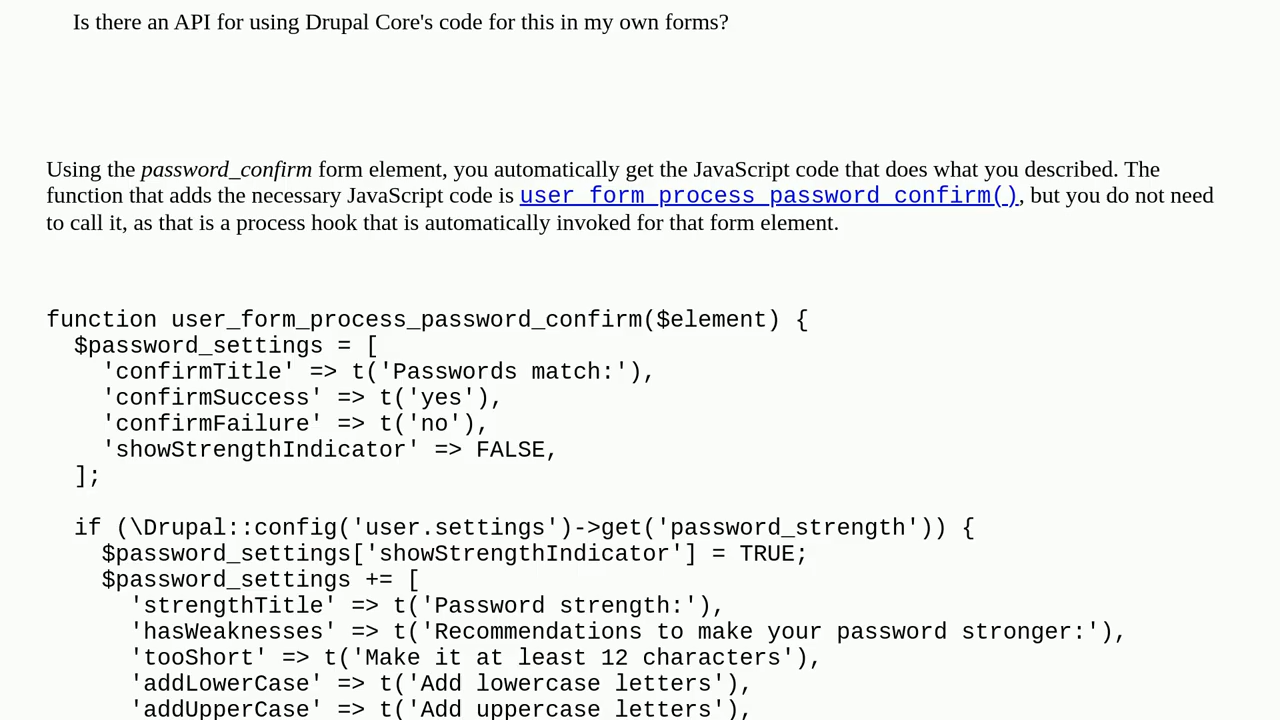 Is there an API for using Drupal Core's code for this in my own forms?
Using the password_confirm form element, you automatically get the JavaScript code that does what you described. The
function that adds the necessary JavaScript code is user_form_process_password_confirm(), but you do not need
to call it, as that is a process hook that is automatically invoked for that form element.
function user_form_process_password_confirm($element) {
  $password_settings = [
    'confirmTitle' => t('Passwords match:'),
    'confirmSuccess' => t('yes'),
    'confirmFailure' => t('no'),
    'showStrengthIndicator' => FALSE,
  ];
  if (\Drupal::config('user.settings')->get('password_strength')) {
    $password_settings['showStrengthIndicator'] = TRUE;
    $password_settings += [
      'strengthTitle' => t('Password strength:'),
      'hasWeaknesses' => t('Recommendations to make your password stronger:'),
      'tooShort' => t('Make it at least 12 characters'),
      'addLowerCase' => t('Add lowercase letters'),
      'addUpperCase' => t('Add uppercase letters'),